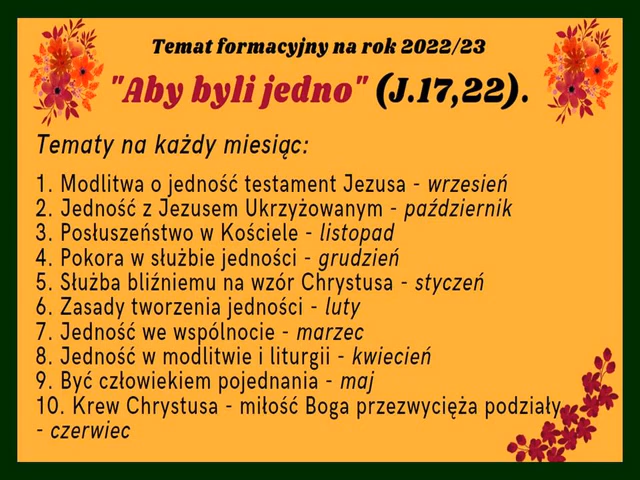 Temat formacyjny na rok 2022/23
"Aby byli jedno" (J.17,22).
Tematy na każdy miesiąc:
1. Modlitwa o jedność testament Jezusa - wrzesień
2. Jedność z Jezusem Ukrzyżowanym - październik
3. Posłuszeństwo w Kościele - listopad
4. Pokora w służbie jedności - grudzień
5. Służba bliźniemu na wzór Chrystusa - styczeń
6. Zasady tworzenia jedności - luty
7. Jedność we wspólnocie - marzec
8. Jedność w modlitwie i liturgii - kwiecień
9. Być człowiekiem pojednania - maj
10. Krew Chrystusa - miłość Boga przezwycięża podziały
- czerwiec